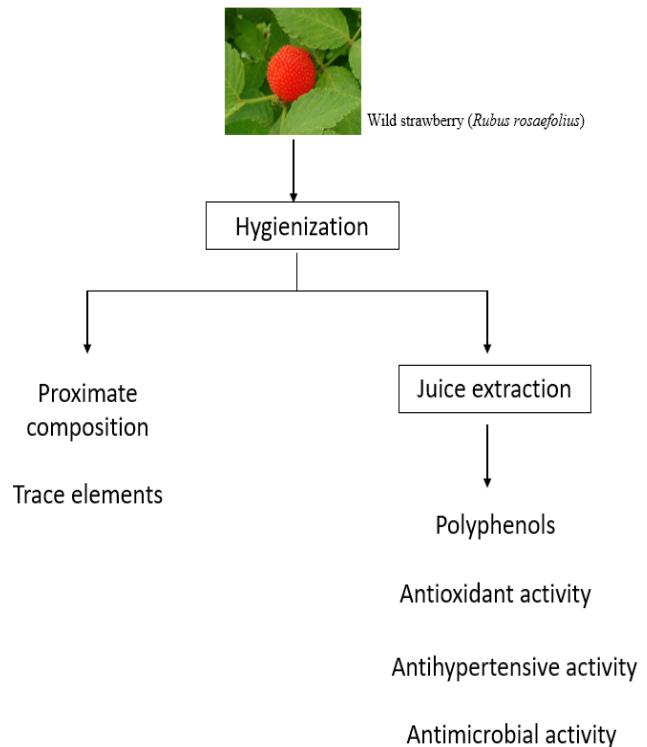 Wild strawberry (Rubus rosaefolius)
Hygienization
Proximate
composition
Trace elements
Juice extraction
Polyphenols
Antioxidant activity
Antihypertensive activity
Antimicrobial activity